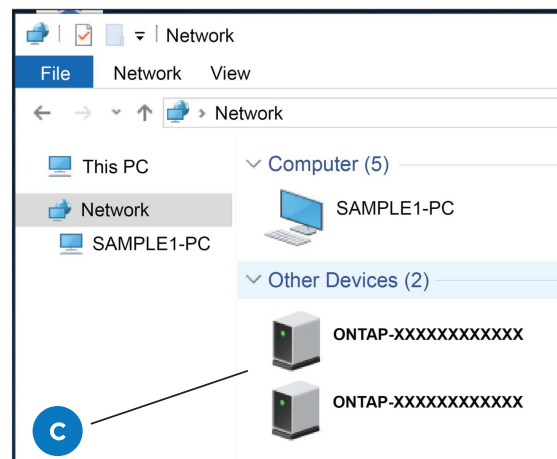 Network
File Network View
Network
This PC
Network
SAMPLE1-PC
Computer (5)
SAMPLE1-PC
Other Devices (2)
ONTAP-XXXXXXXXXXXX
ONTAP-XXXXXXXXXXXX
C